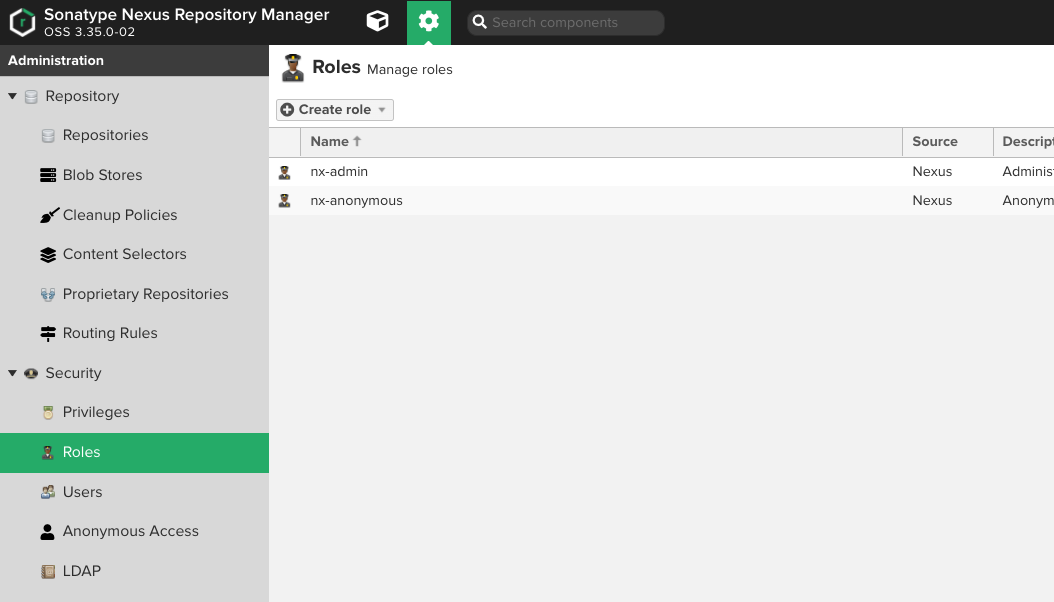 Sonatype Nexus Repository Manager
OSS 3.35.0-02
Search components
Administration
Repository
Repositories
Blob Stores
Cleanup Policies
Content Selectors
Proprietary Repositories
Routing Rules
Security
Privileges
Roles
Users
Anonymous Access
LDAP
Roles Manage roles
Create role
Name Source Descript
nx-admin Nexus Adminis
nx-anonymous Nexus Anonym